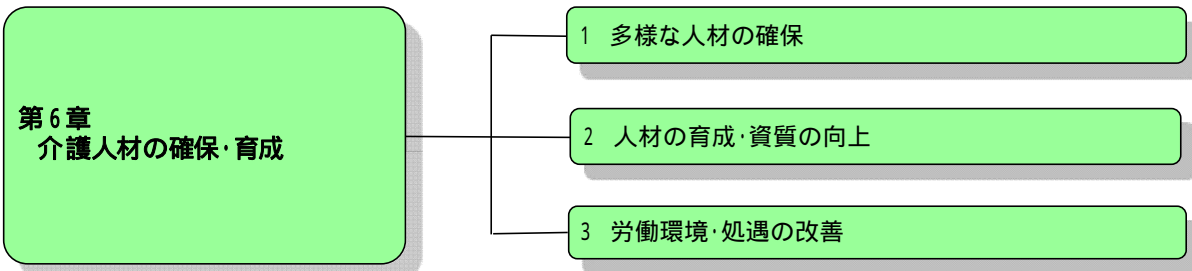 第6章
介護人材の確保・育成
1 多様な人材の確保
2 人材の育成・資質の向上
3 労働環境・処遇の改善